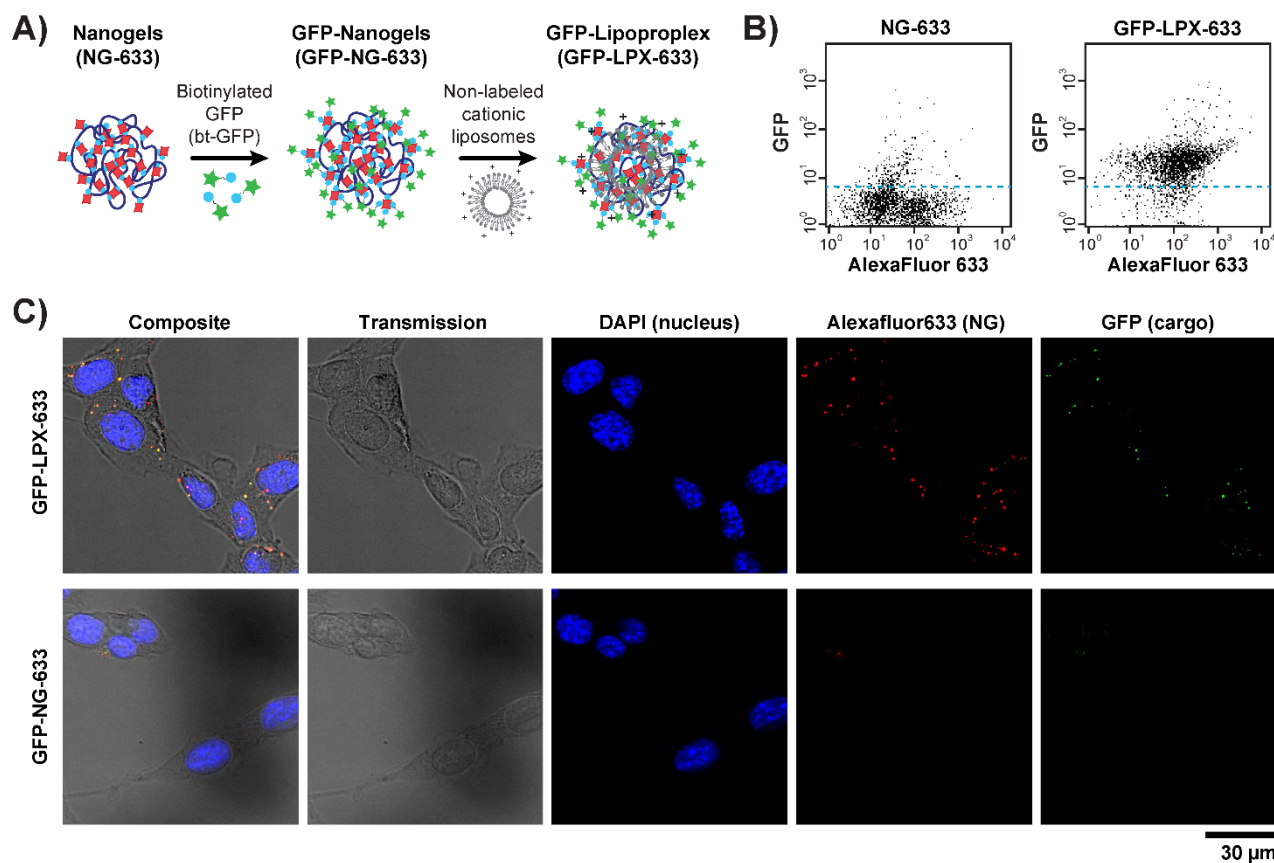 A)
Nanogels
(NG-633)
Biotinylated
GFP
(bt-GFP)
GFP-Nanogels
(GFP-NG-633)
Non-labeled
cationic
liposomes
GFP-Lipoproplex
(GFP-LPX-633)
B)
NG-633
GFP
10³
10²
10¹
10⁰
10⁰ 10¹ 10² 10³ 10⁴
AlexaFluor 633
GFP-LPX-633
GFP
10³
10²
10¹
10⁰
10⁰ 10¹ 10² 10³ 10⁴
AlexaFluor 633
C)
Composite
Transmission
DAPI (nucleus)
Alexafluor633 (NG)
GFP (cargo)
GFP-LPX-633
GFP-NG-633
30 µm